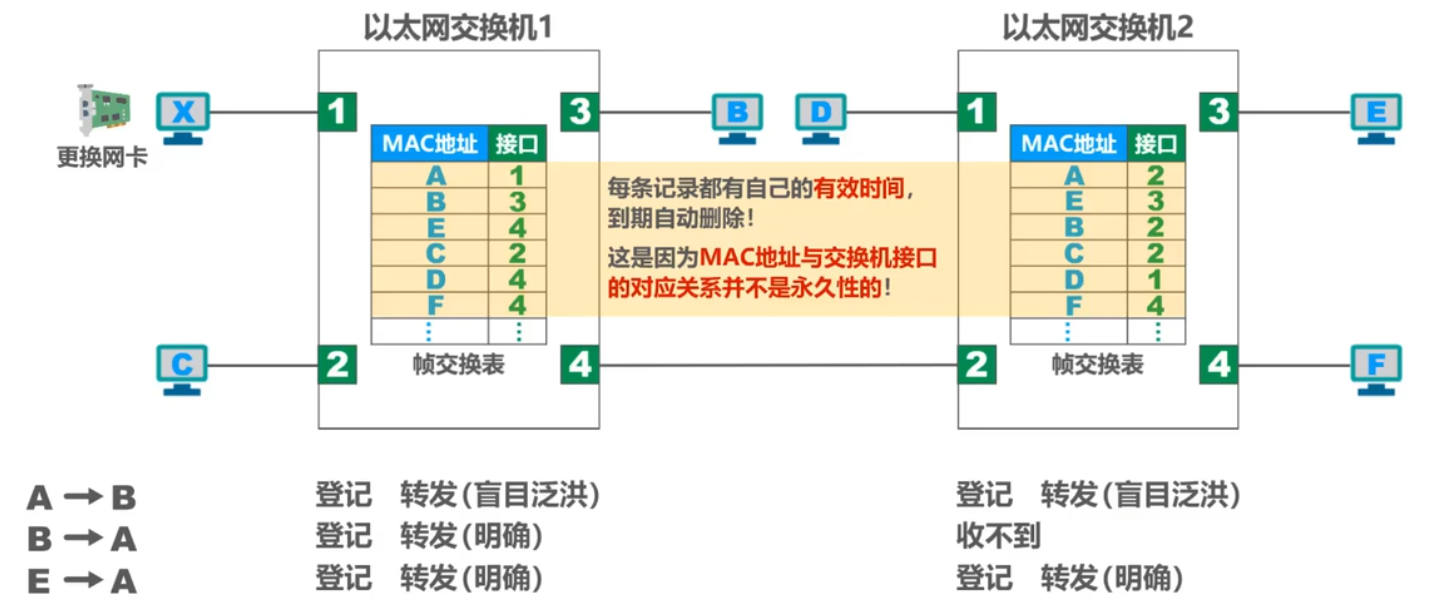 以太网交换机1
以太网交换机2
X
1
3
B
D
1
3
E
更换网卡
MAC地址 接口
A 1
B 3
E 4
C 2
D 4
F 4
⋮ ⋮
帧交换表
每条记录都有自己的有效时间，
到期自动删除！
这是因为MAC地址与交换机接口
的对应关系并不是永久性的！
MAC地址 接口
A 2
E 3
B 2
C 2
D 1
F 4
⋮ ⋮
帧交换表
C
2
4
2
4
F
A → B 登记 转发(盲目泛洪) 登记 转发(盲目泛洪)
B → A 登记 转发(明确) 收不到
E → A 登记 转发(明确) 登记 转发(明确)